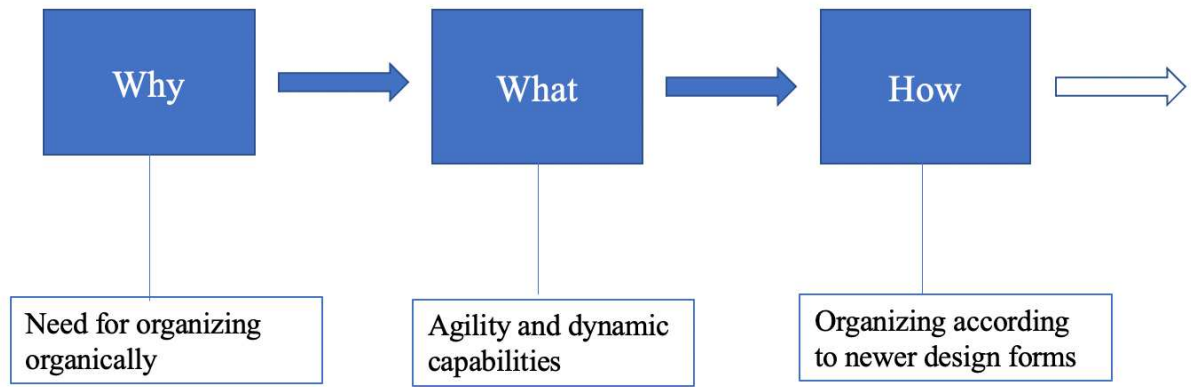 Why
What
How
Need for organizing
organically
Agility and dynamic
capabilities
Organizing according
to newer design forms